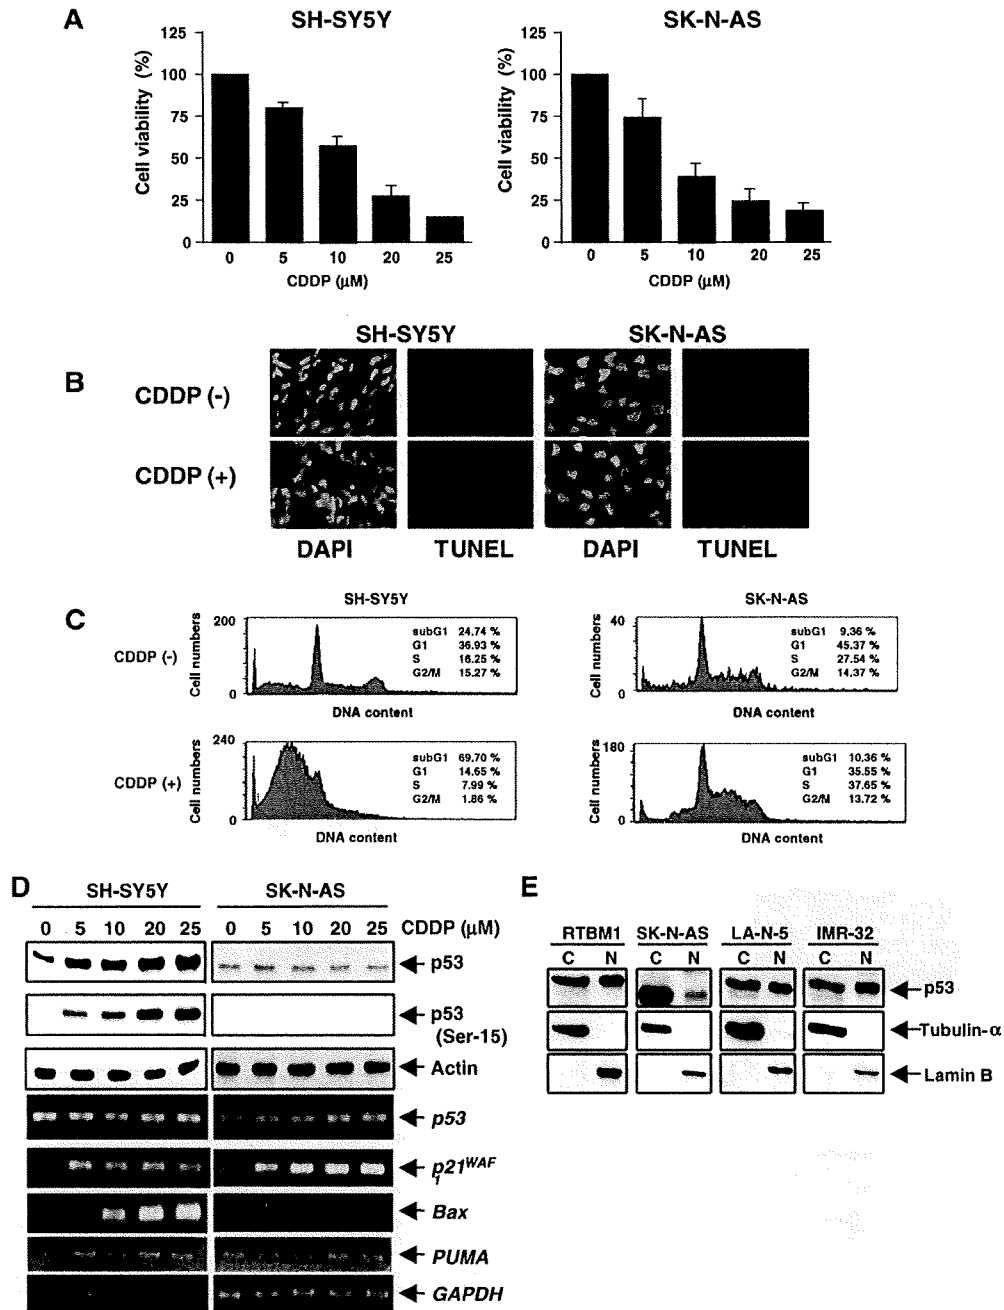 A
SH-SY5Y
SK-N-AS
Cell viability (%)
125
100
75
50
25
0
0 5 10 20 25
CDDP (μM)
Cell viability (%)
125
100
75
50
25
0
0 5 10 20 25
CDDP (μM)
B
SH-SY5Y SK-N-AS
CDDP (-)
CDDP (+)
DAPI TUNEL DAPI TUNEL
C
SH-SY5Y
CDDP (-)
Cell numbers
200
0
subG1 24.74 %
G1 36.93 %
S 16.25 %
G2/M 15.27 %
DNA content
SK-N-AS
Cell numbers
40
0
subG1 9.36 %
G1 45.37 %
S 27.54 %
G2/M 14.37 %
DNA content
CDDP (+)
Cell numbers
240
0
subG1 69.70 %
G1 14.65 %
S 7.99 %
G2/M 1.86 %
DNA content
Cell numbers
180
0
subG1 10.36 %
G1 35.55 %
S 37.65 %
G2/M 13.72 %
DNA content
D
SH-SY5Y SK-N-AS
0 5 10 20 25 0 5 10 20 25 CDDP (μM)
p53
p53
(Ser-15)
Actin
p53
p21WAF
1
Bax
PUMA
GAPDH
E
RTBM1 SK-N-AS LA-N-5 IMR-32
C N C N C N C N
p53
Tubulin-α
Lamin B